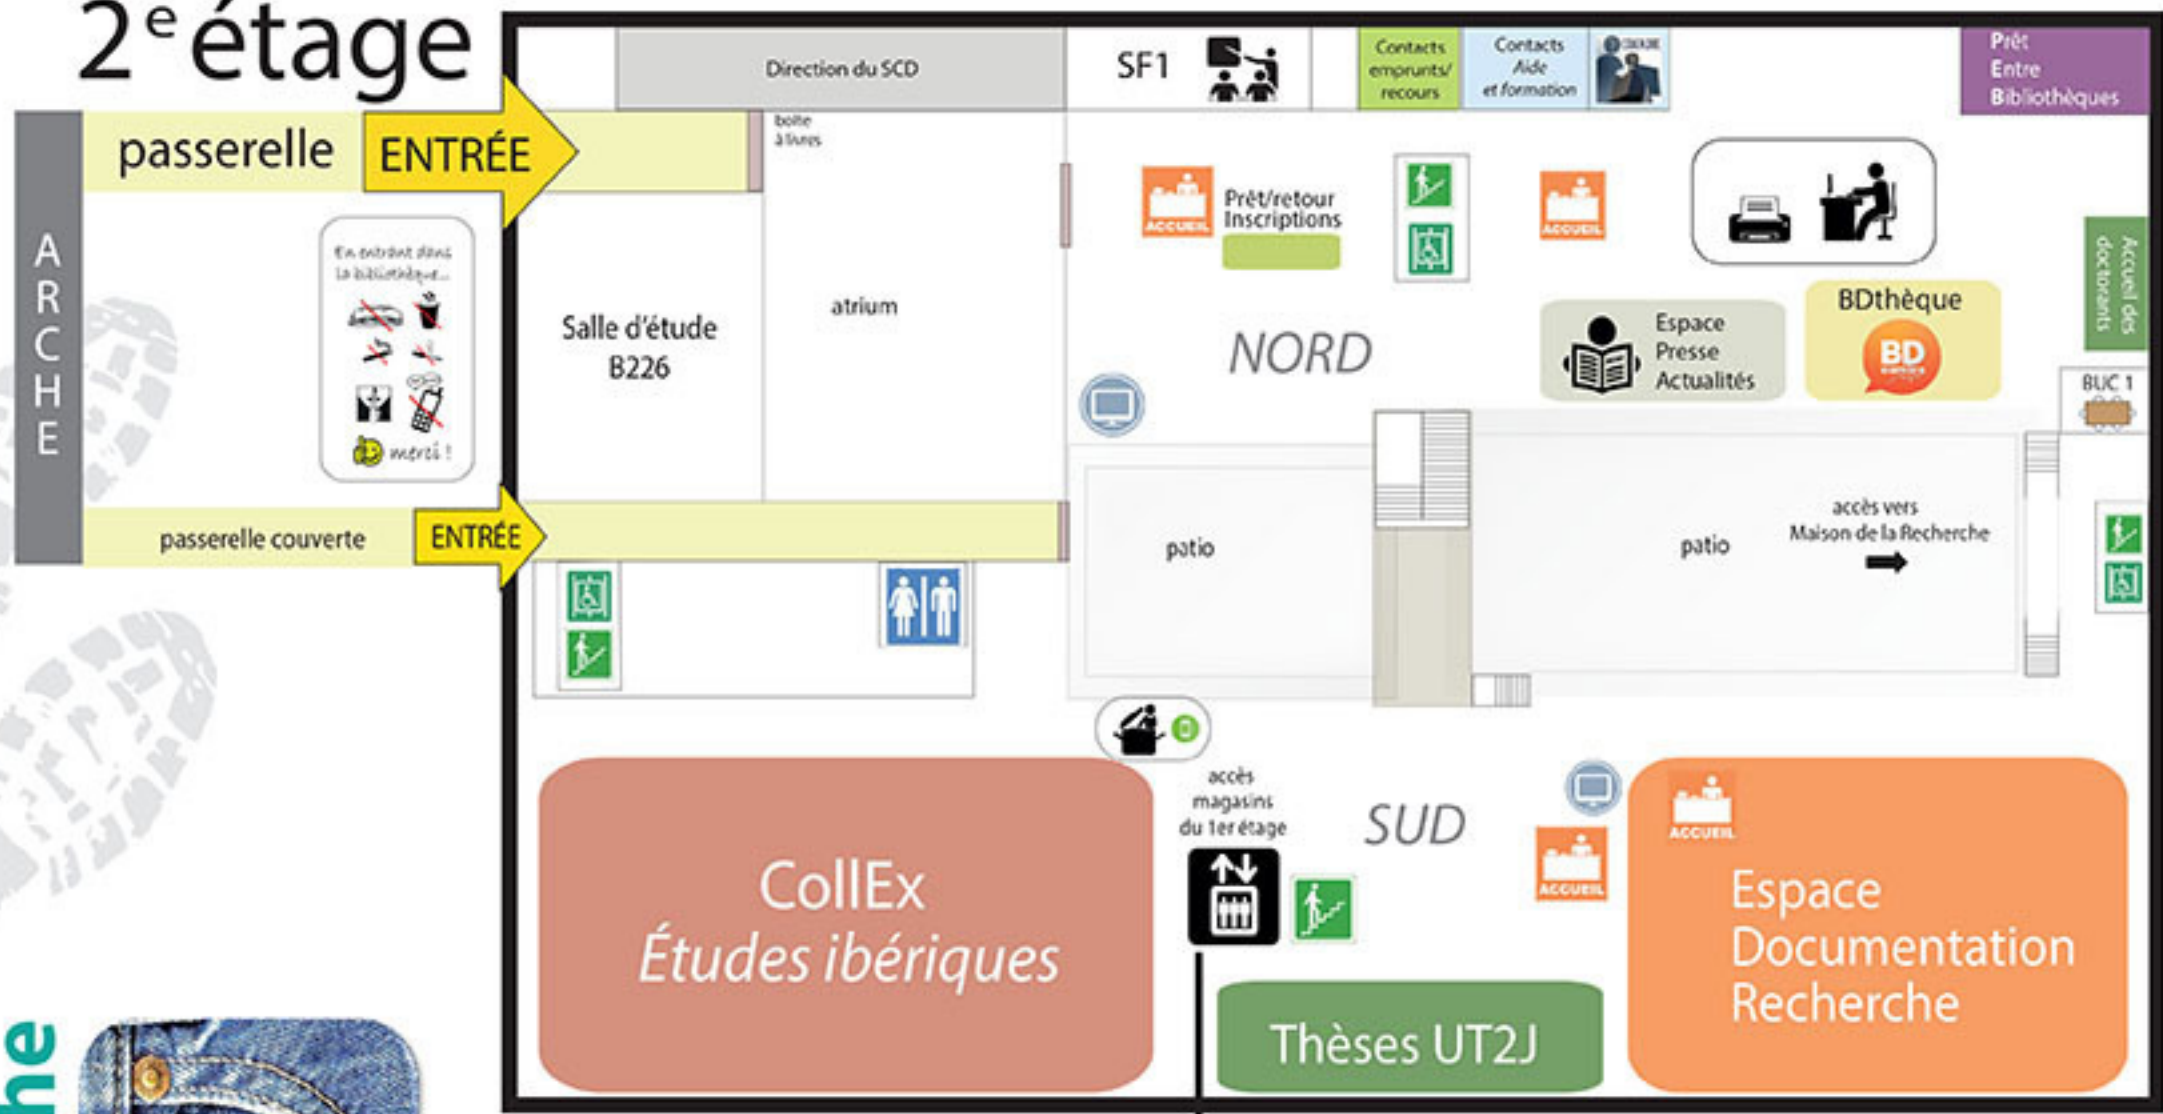 2e étage
Direction du SCD
SF1
Contacts
emprunts/
recours
Contacts
Aide
et formation
Prêt
Entre
Bibliothèques
ARCHE
passerelle
ENTRÉE
boîte
à livres
En entrant dans
la bibliothèque...
merci !
Salle d'étude
B226
atrium
ACCUEIL
Prêt/retour
Inscriptions
ACCUEIL
Accueil des
doctorants
NORD
Espace
Presse
Actualités
BDthèque
BD
BUC 1
passerelle couverte
ENTRÉE
patio
patio
accès vers
Maison de la Recherche
accès
magasins
du 1er étage
SUD
ACCUEIL
ACCUEIL
CollEx
Études ibériques
Thèses UT2J
Espace
Documentation
Recherche
he